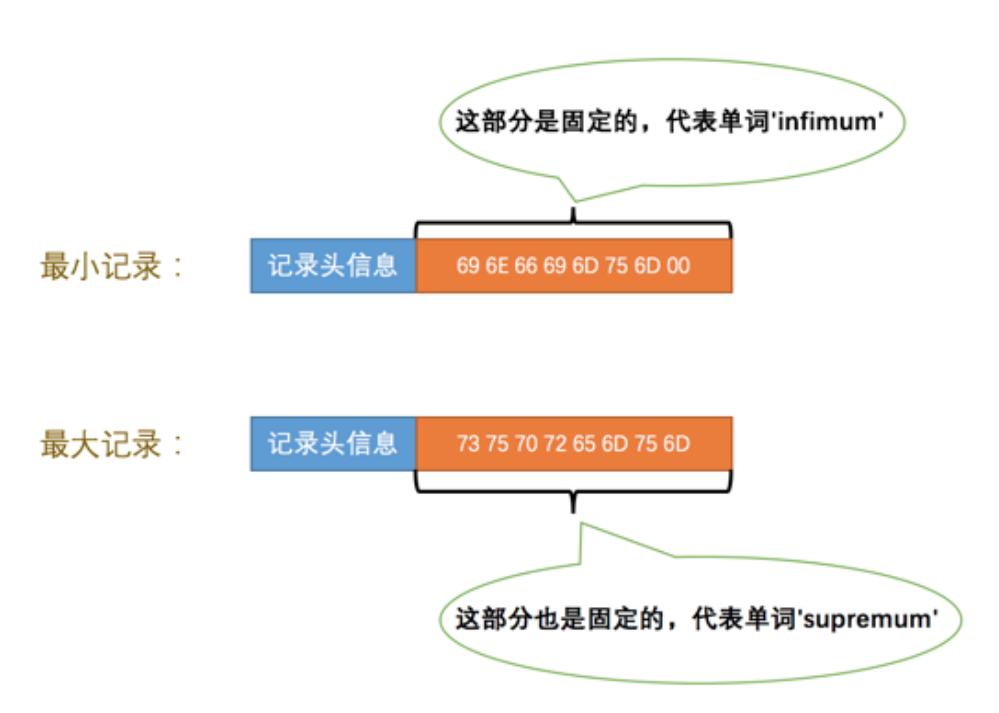 这部分是固定的，代表单词'infimum'
最小记录：
记录头信息
69 6E 66 69 6D 75 6D 00
最大记录：
记录头信息
73 75 70 72 65 6D 75 6D
这部分也是固定的，代表单词'supremum'